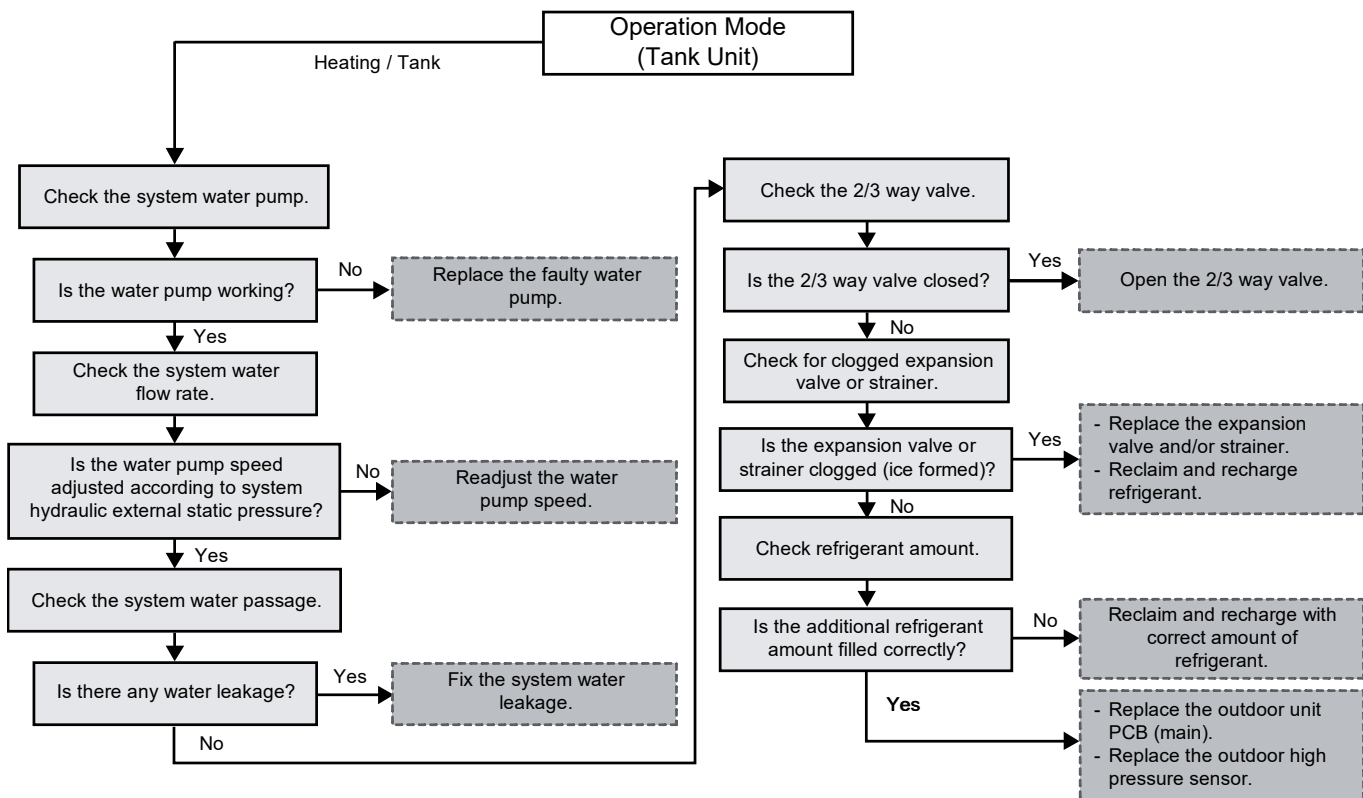 Operation Mode
(Tank Unit)
Heating / Tank
Check the system water pump.
Is the water pump working?
No
Replace the faulty water
pump.
Yes
Check the system water
flow rate.
Is the water pump speed
adjusted according to system
hydraulic external static pressure?
No
Readjust the water
pump speed.
Yes
Check the system water passage.
Is there any water leakage?
Yes
Fix the system water
leakage.
No
Check the 2/3 way valve.
Is the 2/3 way valve closed?
Yes
Open the 2/3 way valve.
No
Check for clogged expansion
valve or strainer.
Is the expansion valve or
strainer clogged (ice formed)?
Yes
- Replace the expansion
valve and/or strainer.
- Reclaim and recharge
refrigerant.
No
Check refrigerant amount.
Is the additional refrigerant
amount filled correctly?
No
Reclaim and recharge with
correct amount of
refrigerant.
Yes
- Replace the outdoor unit
PCB (main).
- Replace the outdoor high
pressure sensor.